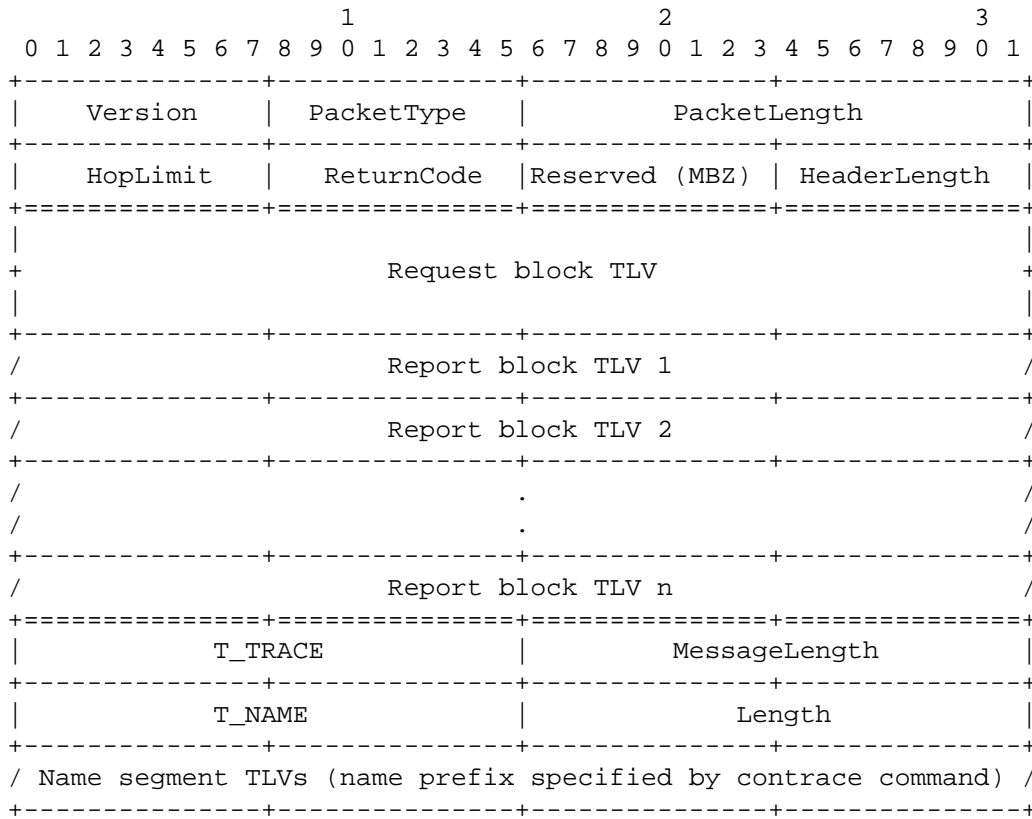 1                   2                   3
 0 1 2 3 4 5 6 7 8 9 0 1 2 3 4 5 6 7 8 9 0 1 2 3 4 5 6 7 8 9 0 1
+---------------+---------------+---------------+---------------+
|    Version    |  PacketType   |         PacketLength          |
+---------------+---------------+---------------+---------------+
|    HopLimit   |   ReturnCode  |Reserved (MBZ) | HeaderLength  |
+===============+===============+===============+===============+
|                                                               |
+                       Request block TLV                       +
|                                                               |
+---------------+---------------+---------------+---------------+
/                       Report block TLV 1                      /
+---------------+---------------+---------------+---------------+
/                       Report block TLV 2                      /
+---------------+---------------+---------------+---------------+
/                               .                               /
/                               .                               /
+---------------+---------------+---------------+---------------+
/                       Report block TLV n                      /
+===============+===============+===============+===============+
|            T_TRACE            |         MessageLength         |
+---------------+---------------+---------------+---------------+
|            T_NAME             |             Length            |
+---------------+---------------+---------------+---------------+
/ Name segment TLVs (name prefix specified by contrace command) /
+---------------+---------------+---------------+---------------+